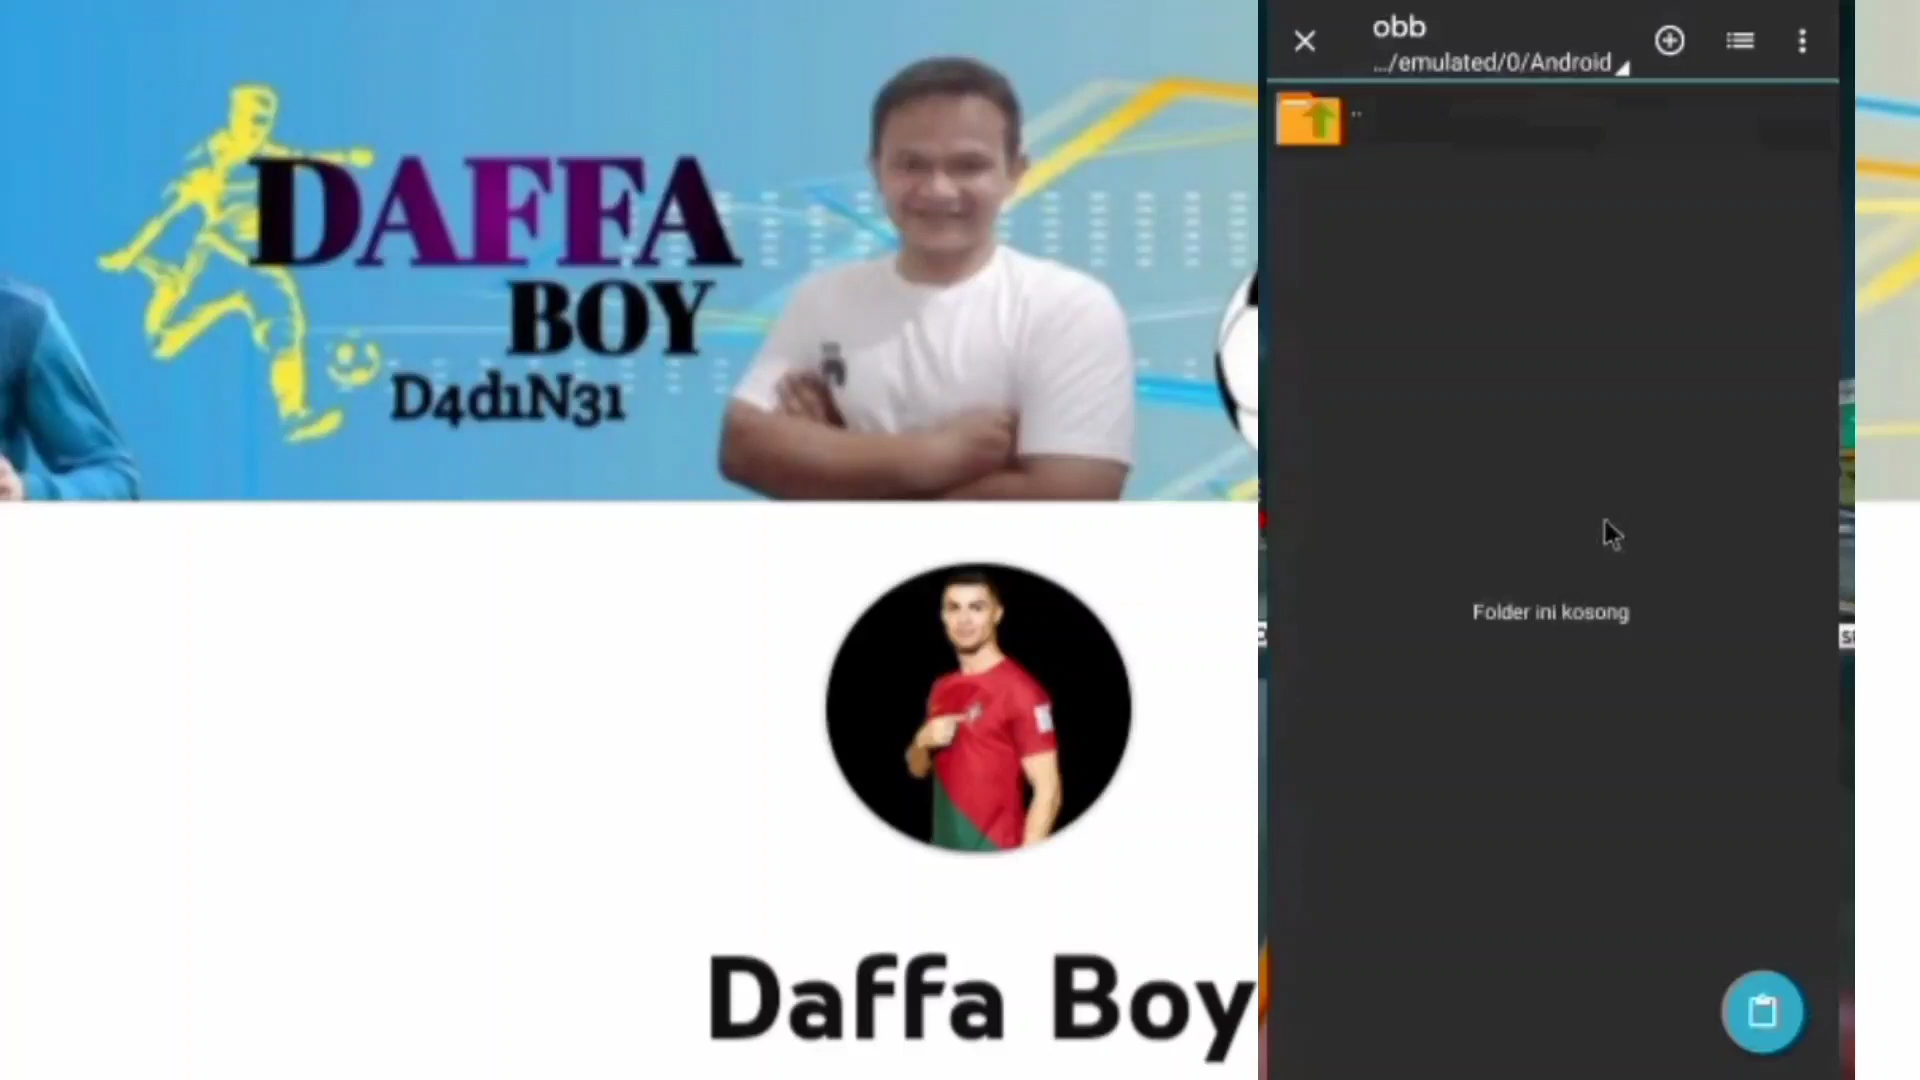 DAFFA
BOY
D4d1N31
Daffa Boy
obb
.../emulated/0/Android
..
Folder ini kosong